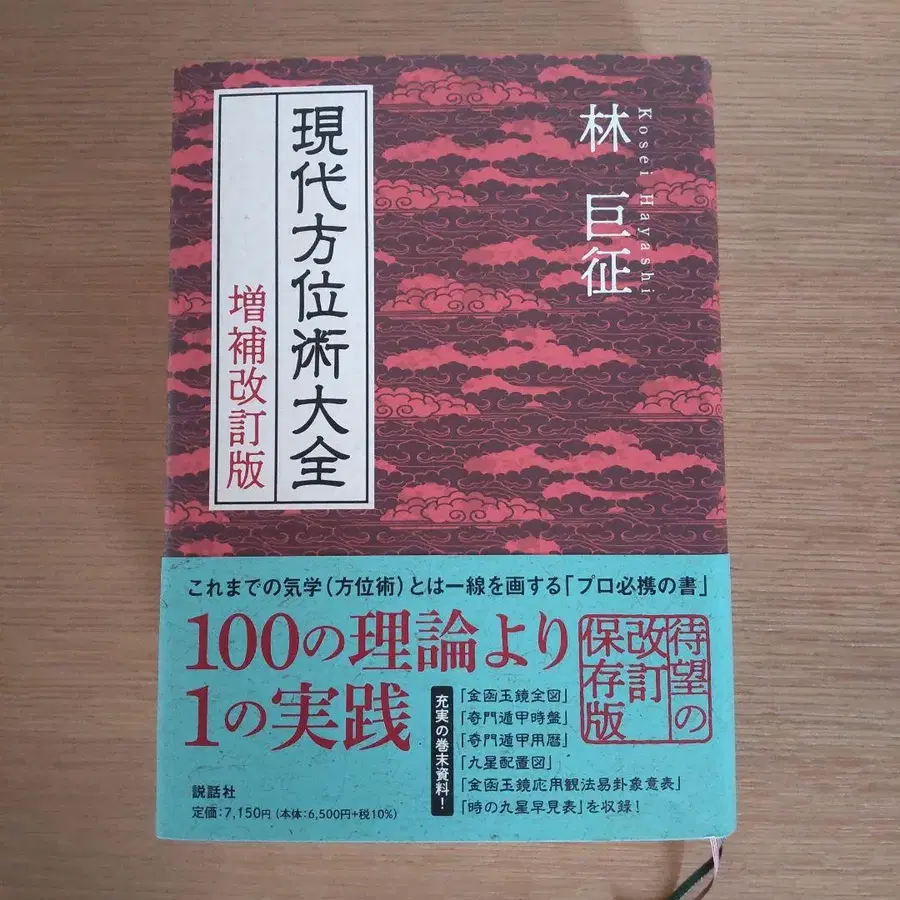 林 巨征
Kosei Hayashi
現代方位術大全
増補改訂版
これまでの気学(方位術)とは一線を画する「プロ必携の書」
100の理論より
1の実践
待望の
改訂
保存版
充実の巻末資料!
「金函玉鏡全図」
「奇門遁甲時盤」
「奇門遁甲用暦」
「九星配置図」
「金函玉鏡応用観法易卦象意表」
「時の九星早見表」を収録!
説話社
定価:7,150円(本体:6,500円+税10%)